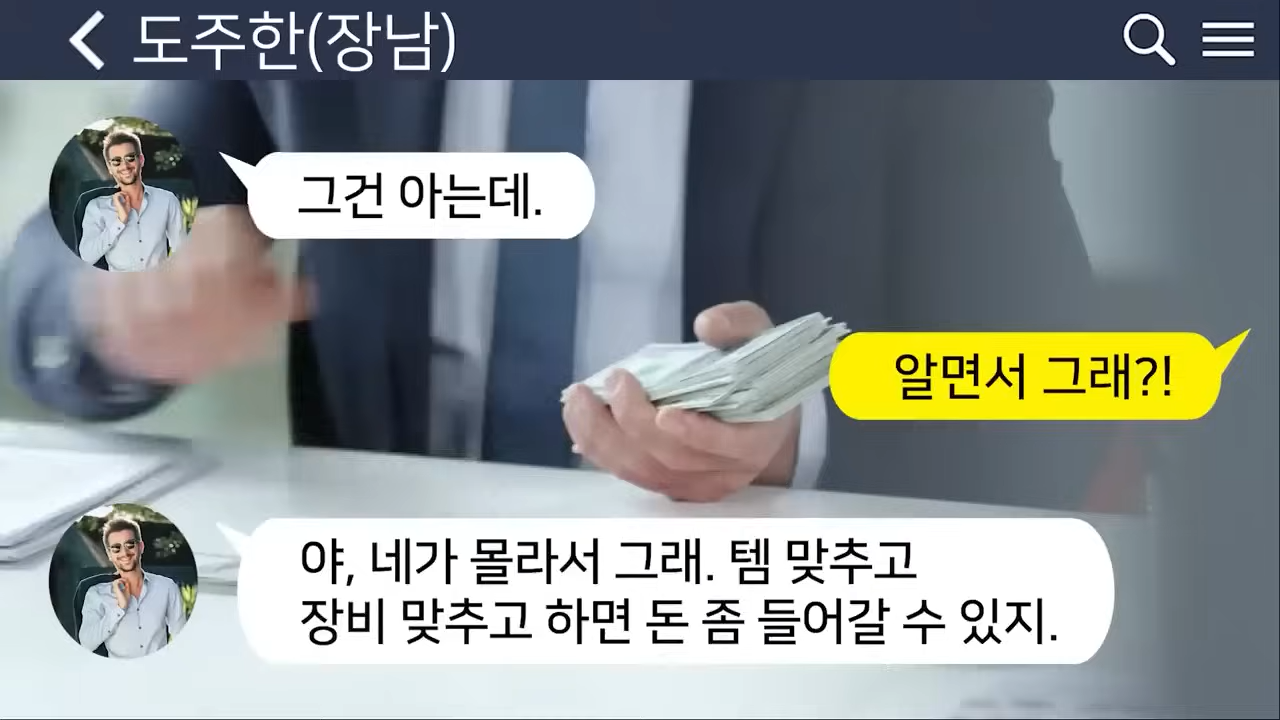 도주한(장남)
그건 아는데.
알면서 그래?!
야, 네가 몰라서 그래. 템 맞추고
장비 맞추고 하면 돈 좀 들어갈 수 있지.